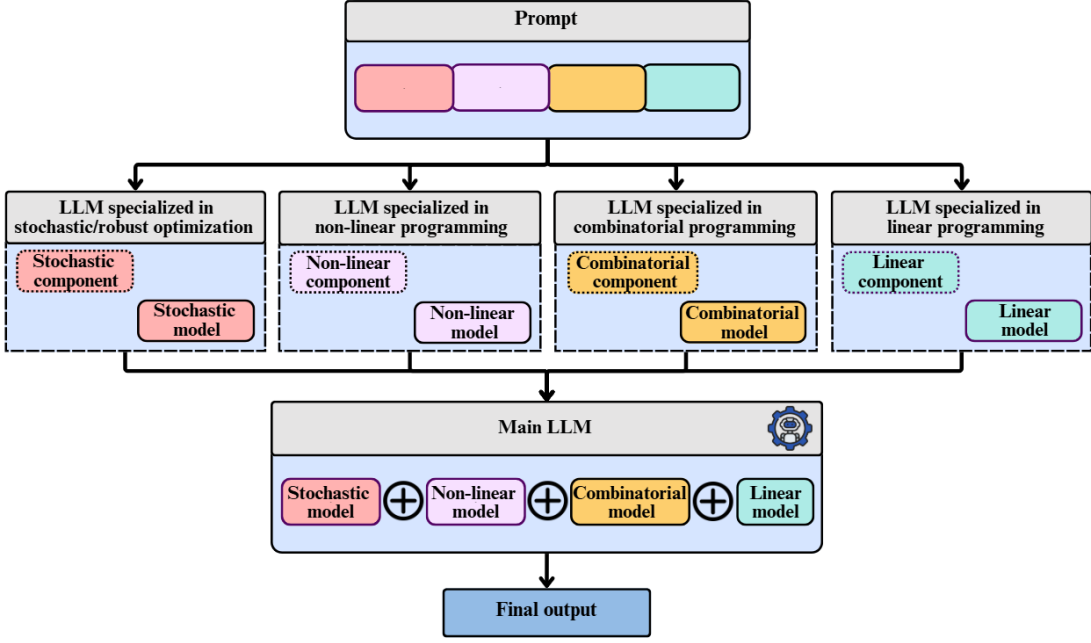 Prompt
LLM specialized in
stochastic/robust optimization
Stochastic
component
Stochastic
model
LLM specialized in
non-linear programming
Non-linear
component
Non-linear
model
LLM specialized in
combinatorial programming
Combinatorial
component
Combinatorial
model
LLM specialized in
linear programming
Linear
component
Linear
model
Main LLM
Stochastic
model
Non-linear
model
Combinatorial
model
Linear
model
Final output